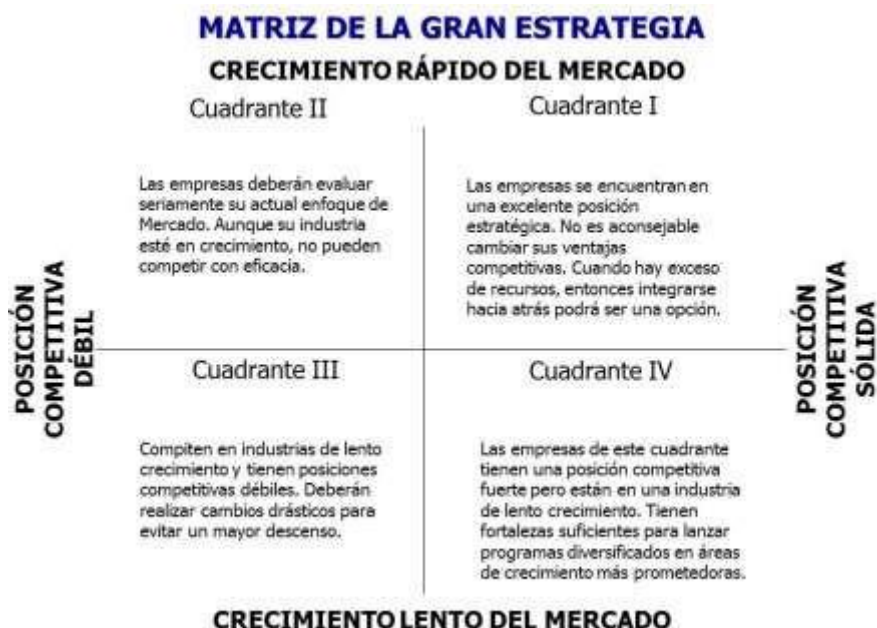 MATRIZ DE LA GRAN ESTRATEGIA
CRECIMIENTO RÁPIDO DEL MERCADO
Cuadrante II
Las empresas deberán evaluar
seriamente su actual enfoque de
Mercado. Aunque su industria
esté en crecimiento, no pueden
competir con eficacia.
Cuadrante I
Las empresas se encuentran en
una excelente posición
estratégica. No es aconsejable
cambiar sus ventajas
competitivas. Cuando hay exceso
de recursos, entonces integrarse
hacia atrás podrá ser una opción.
POSICIÓN
COMPETITIVA
DÉBIL
POSICIÓN
COMPETITIVA
SÓLIDA
Cuadrante III
Compiten en industrias de lento
crecimiento y tienen posiciones
competitivas débiles. Deberán
realizar cambios drásticos para
evitar un mayor descenso.
Cuadrante IV
Las empresas de este cuadrante
tienen una posición competitiva
fuerte pero están en una industria
de lento crecimiento. Tienen
fortalezas suficientes para lanzar
programas diversificados en áreas
de crecimiento más prometedoras.
CRECIMIENTO LENTO DEL MERCADO